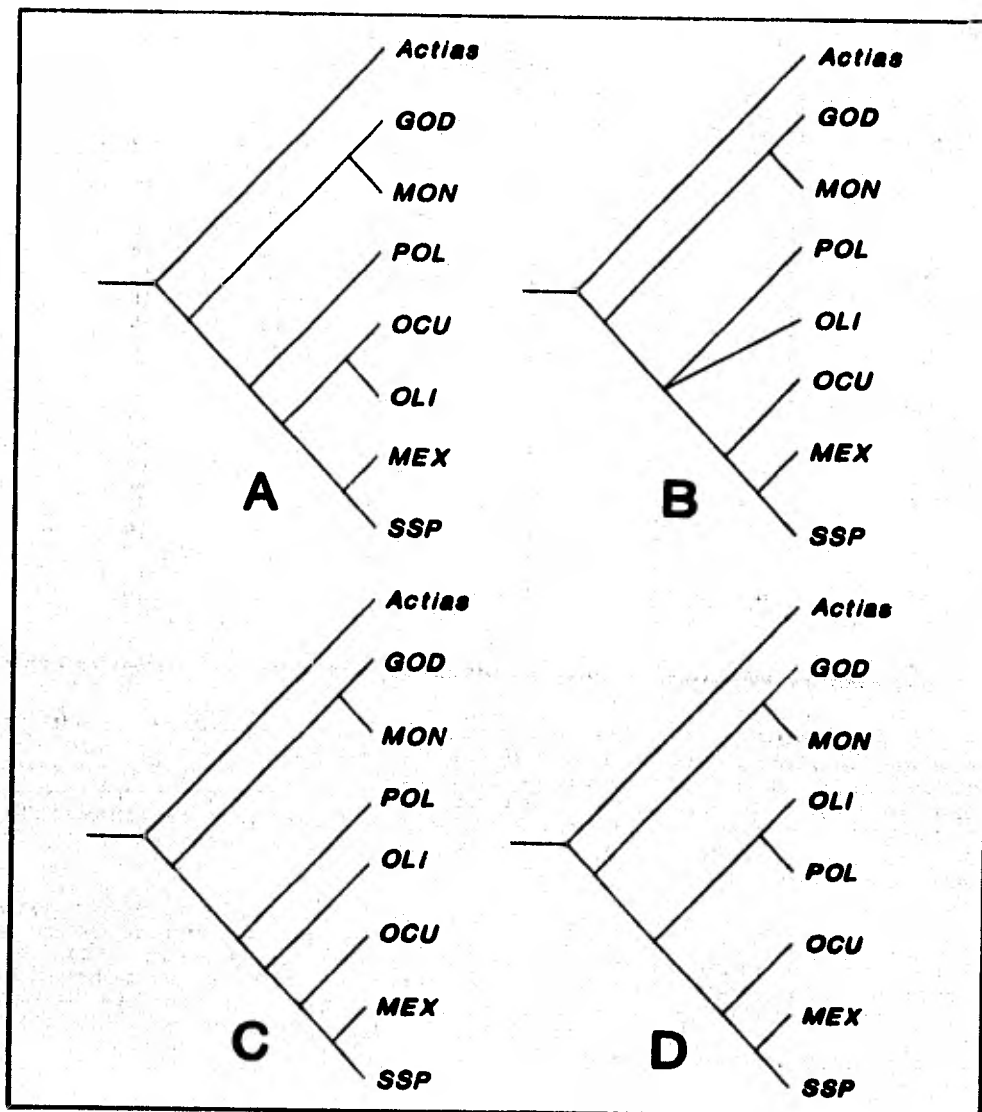 Actias
GOD
MON
POL
OCU
OLI
MEX
SSP
A
Actias
GOD
MON
POL
OLI
OCU
MEX
SSP
B
Actias
GOD
MON
POL
OLI
OCU
MEX
SSP
C
Actias
GOD
MON
OLI
POL
OCU
MEX
SSP
D